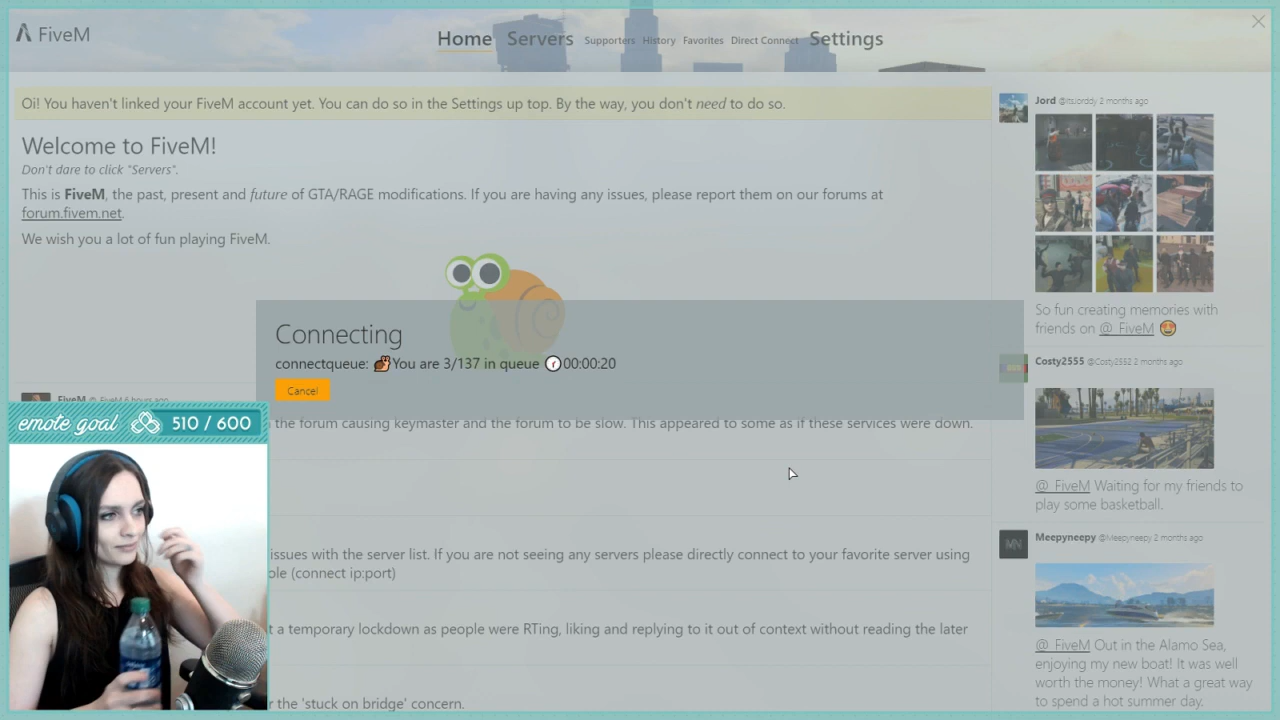 FiveM
Home Servers Supporters History Favorites Direct Connect Settings
Oi! You haven't linked your FiveM account yet. You can do so in the Settings up top. By the way, you don't need to do so.
Welcome to FiveM!
Don't dare to click "Servers".
This is FiveM, the past, present and future of GTA/RAGE modifications. If you are having any issues, please report them on our forums at
forum.fivem.net.
We wish you a lot of fun playing FiveM.
Connecting
connectqueue: You are 3/137 in queue 00:00:20
Cancel
FiveM @_FiveM 6 hours ago
the forum causing keymaster and the forum to be slow. This appeared to some as if these services were down.
issues with the server list. If you are not seeing any servers please directly connect to your favorite server using
ole (connect ip:port)
t a temporary lockdown as people were RTing, liking and replying to it out of context without reading the later
r the 'stuck on bridge' concern.
emote goal 510 / 600
Jord @itsJorddy 2 months ago
So fun creating memories with
friends on @_FiveM
Costy2555 @Costy2552 2 months ago
@_FiveM Waiting for my friends to
play some basketball.
MN
Meepyneepy @Meepyneepy 2 months ago
@_FiveM Out in the Alamo Sea,
enjoying my new boat! It was well
worth the money! What a great way
to spend a hot summer day.